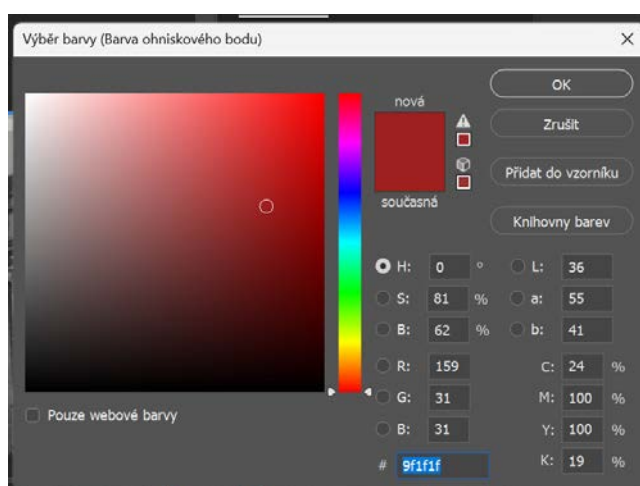 Výběr barvy (Barva ohniskového bodu)
OK
nová
Zrušit
Přidat do vzorníku
současná
Knihovny barev
H: 0 °
L: 36
S: 81 %
a: 55
B: 62 %
b: 41
R: 159
C: 24 %
G: 31
M: 100 %
Pouze webové barvy
B: 31
Y: 100 %
# 9f1f1f
K: 19 %